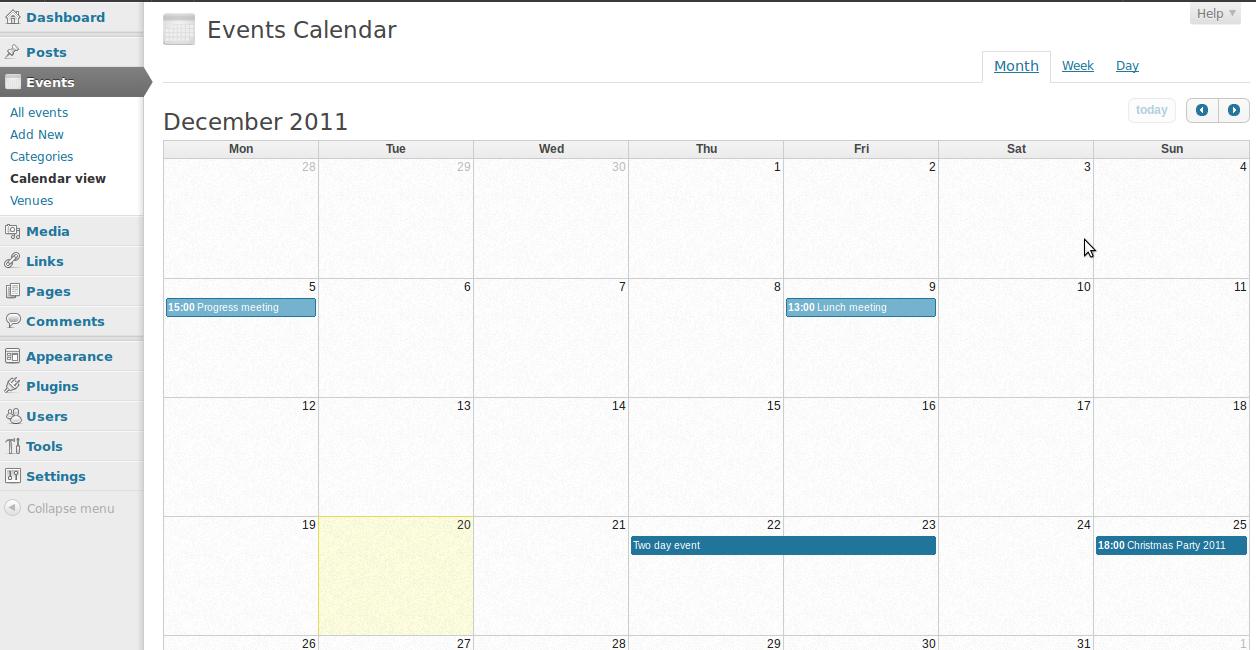 Dashboard
Posts
Events
All events
Add New
Categories
Calendar view
Venues
Media
Links
Pages
Comments
Appearance
Plugins
Users
Tools
Settings
Collapse menu
Help
Events Calendar
Month Week Day
December 2011
today
Mon Tue Wed Thu Fri Sat Sun
28 29 30 1 2 3 4
5 6 7 8 9 10 11
15:00 Progress meeting 13:00 Lunch meeting
12 13 14 15 16 17 18
19 20 21 22 23 24 25
Two day event 18:00 Christmas Party 2011
26 27 28 29 30 31 1